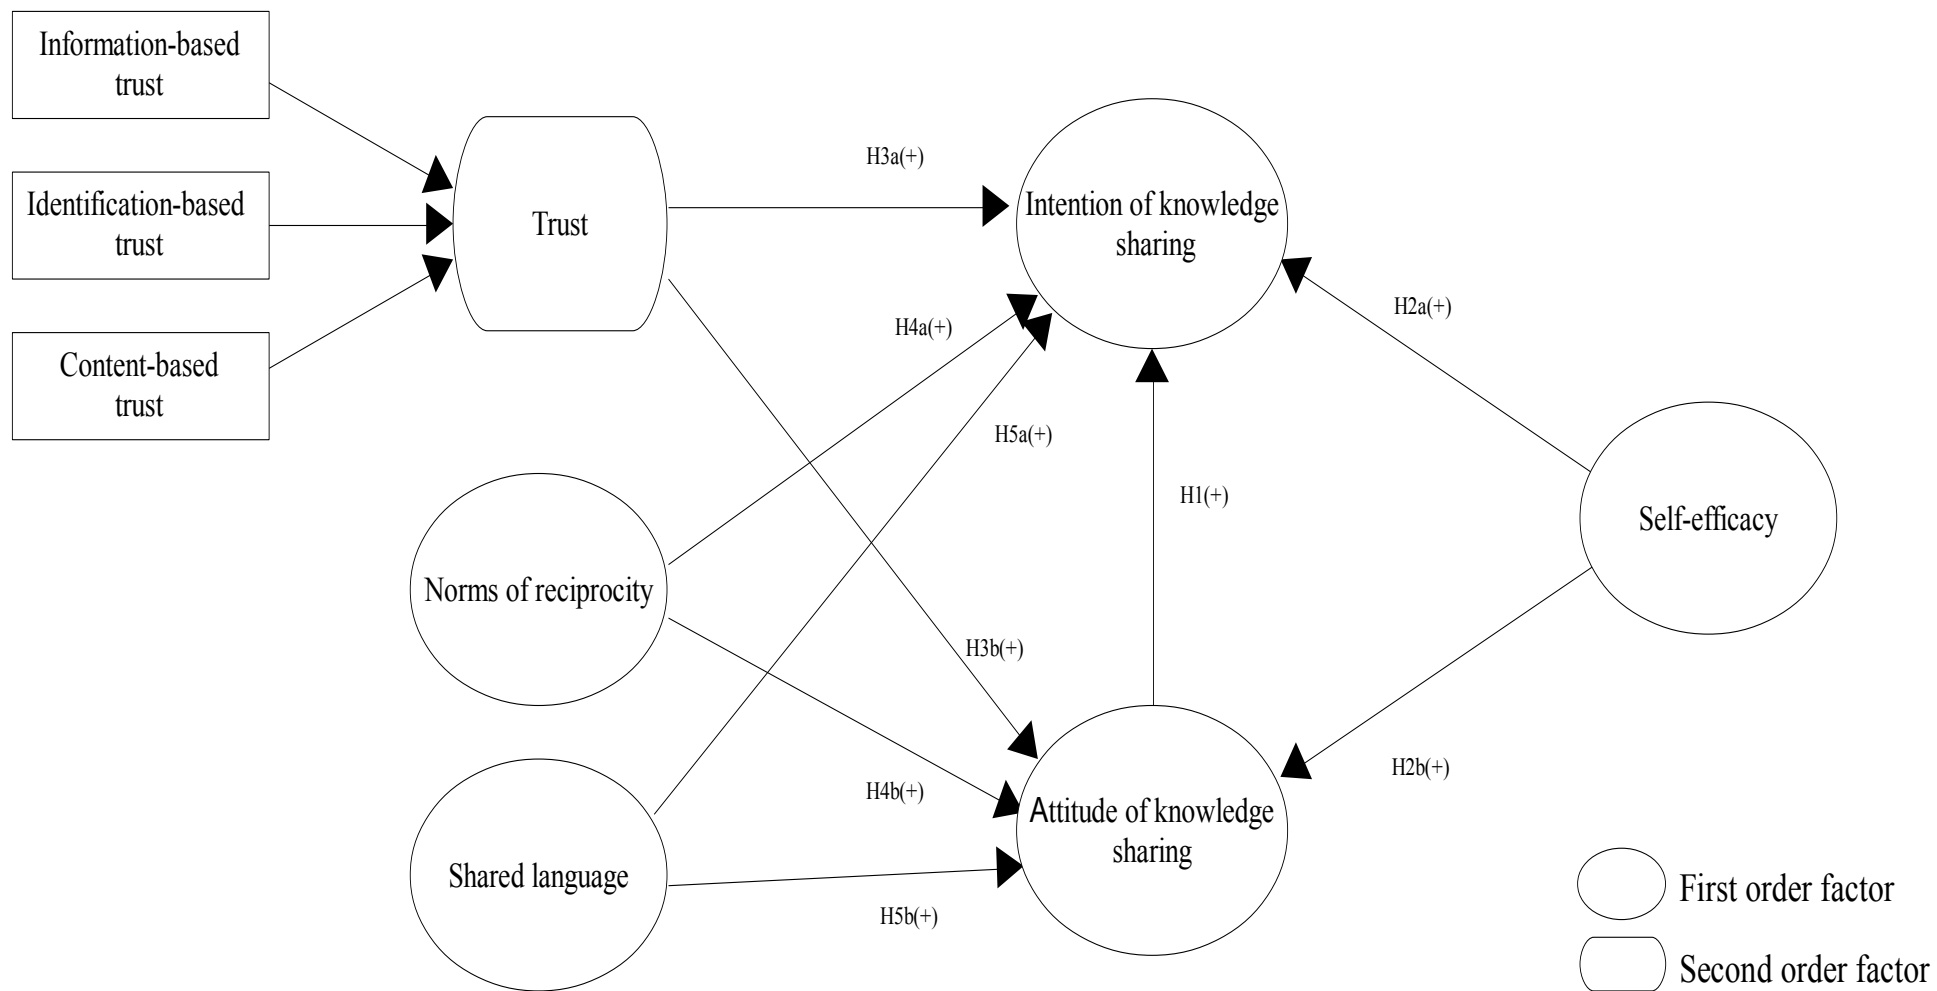 Information-based
trust
Identification-based
trust
Content-based
trust
Trust
H3a(+)
Intention of knowledge
sharing
H4a(+)
H2a(+)
H5a(+)
H1(+)
Self-efficacy
Norms of reciprocity
H3b(+)
H4b(+)
H2b(+)
Attitude of knowledge
sharing
Shared language
H5b(+)
First order factor
Second order factor